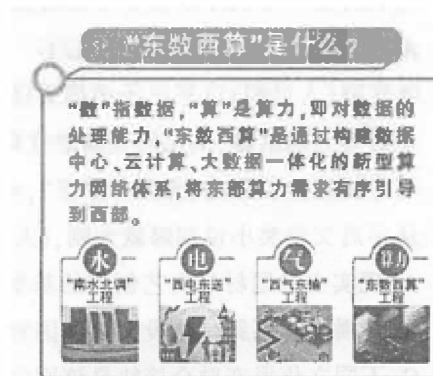 “东数西算”是什么?
“数”指数据，“算”是算力，即对数据的
处理能力，“东数西算”是通过构建数据
中心、云计算、大数据一体化的新型算
力网络体系，将东部算力需求有序引导
到西部。
水 电 气
“南水北调” “西电东送” “西气东输” “东数西算”
工程 工程 工程 工程